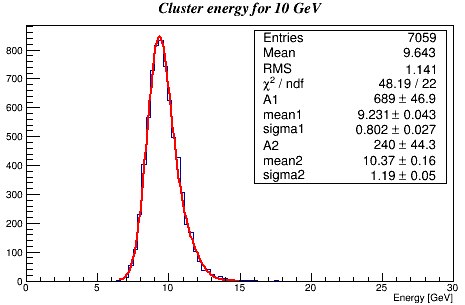 Cluster energy for 10 GeV
Entries 7059
Mean 9.643
RMS 1.141
χ² / ndf 48.19 / 22
A1 689 ± 46.9
mean1 9.231 ± 0.043
sigma1 0.802 ± 0.027
A2 240 ± 44.3
mean2 10.37 ± 0.16
sigma2 1.19 ± 0.05
800
700
600
500
400
300
200
100
0
0 5 10 15 20 25 30
Energy [GeV]